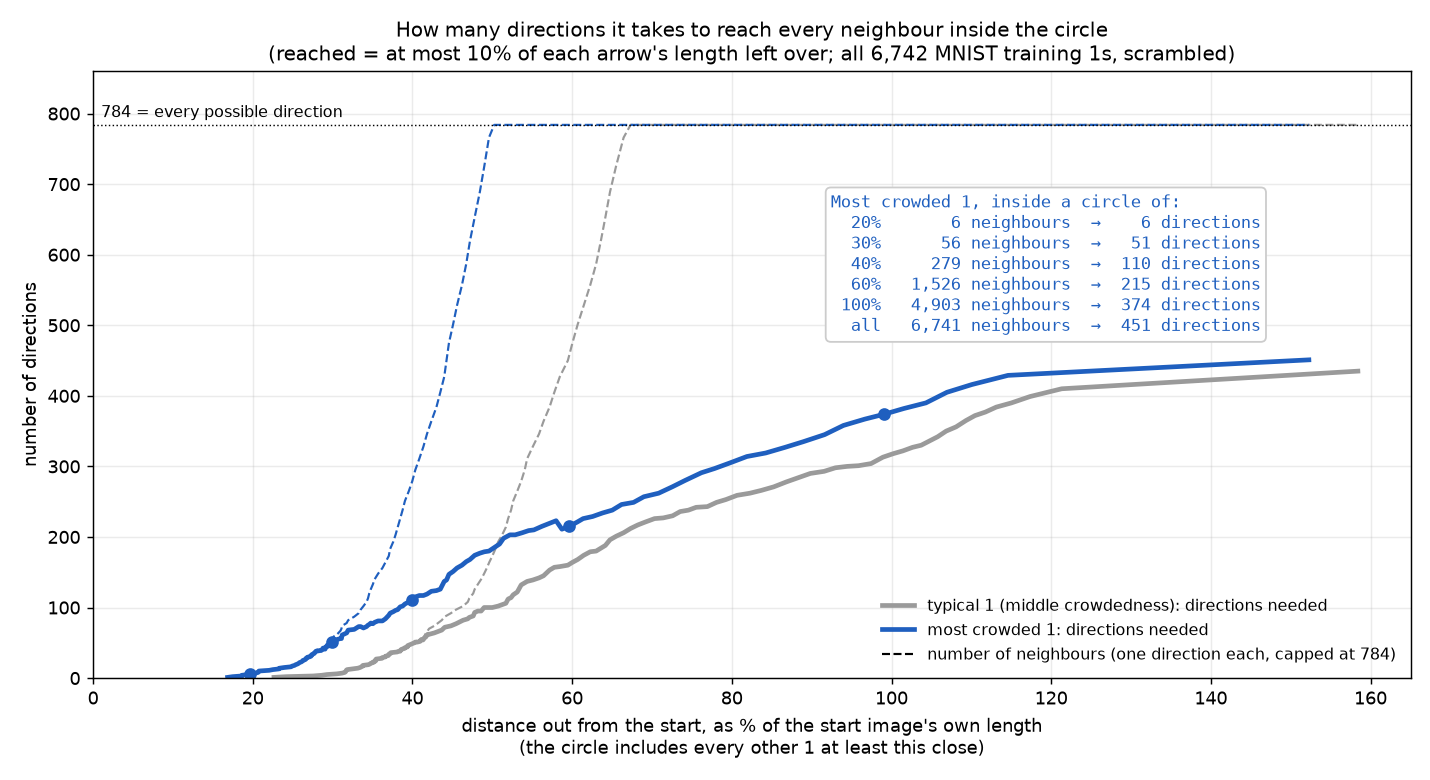 How many directions it takes to reach every neighbour inside the circle
(reached = at most 10% of each arrow's length left over; all 6,742 MNIST training 1s, scrambled)
784 = every possible direction
800
700
600
500
400
300
200
100
0
number of directions
Most crowded 1, inside a circle of:
20% 6 neighbours → 6 directions
30% 56 neighbours → 51 directions
40% 279 neighbours → 110 directions
60% 1,526 neighbours → 215 directions
100% 4,903 neighbours → 374 directions
all 6,741 neighbours → 451 directions
typical 1 (middle crowdedness): directions needed
most crowded 1: directions needed
number of neighbours (one direction each, capped at 784)
0 20 40 60 80 100 120 140 160
distance out from the start, as % of the start image's own length
(the circle includes every other 1 at least this close)